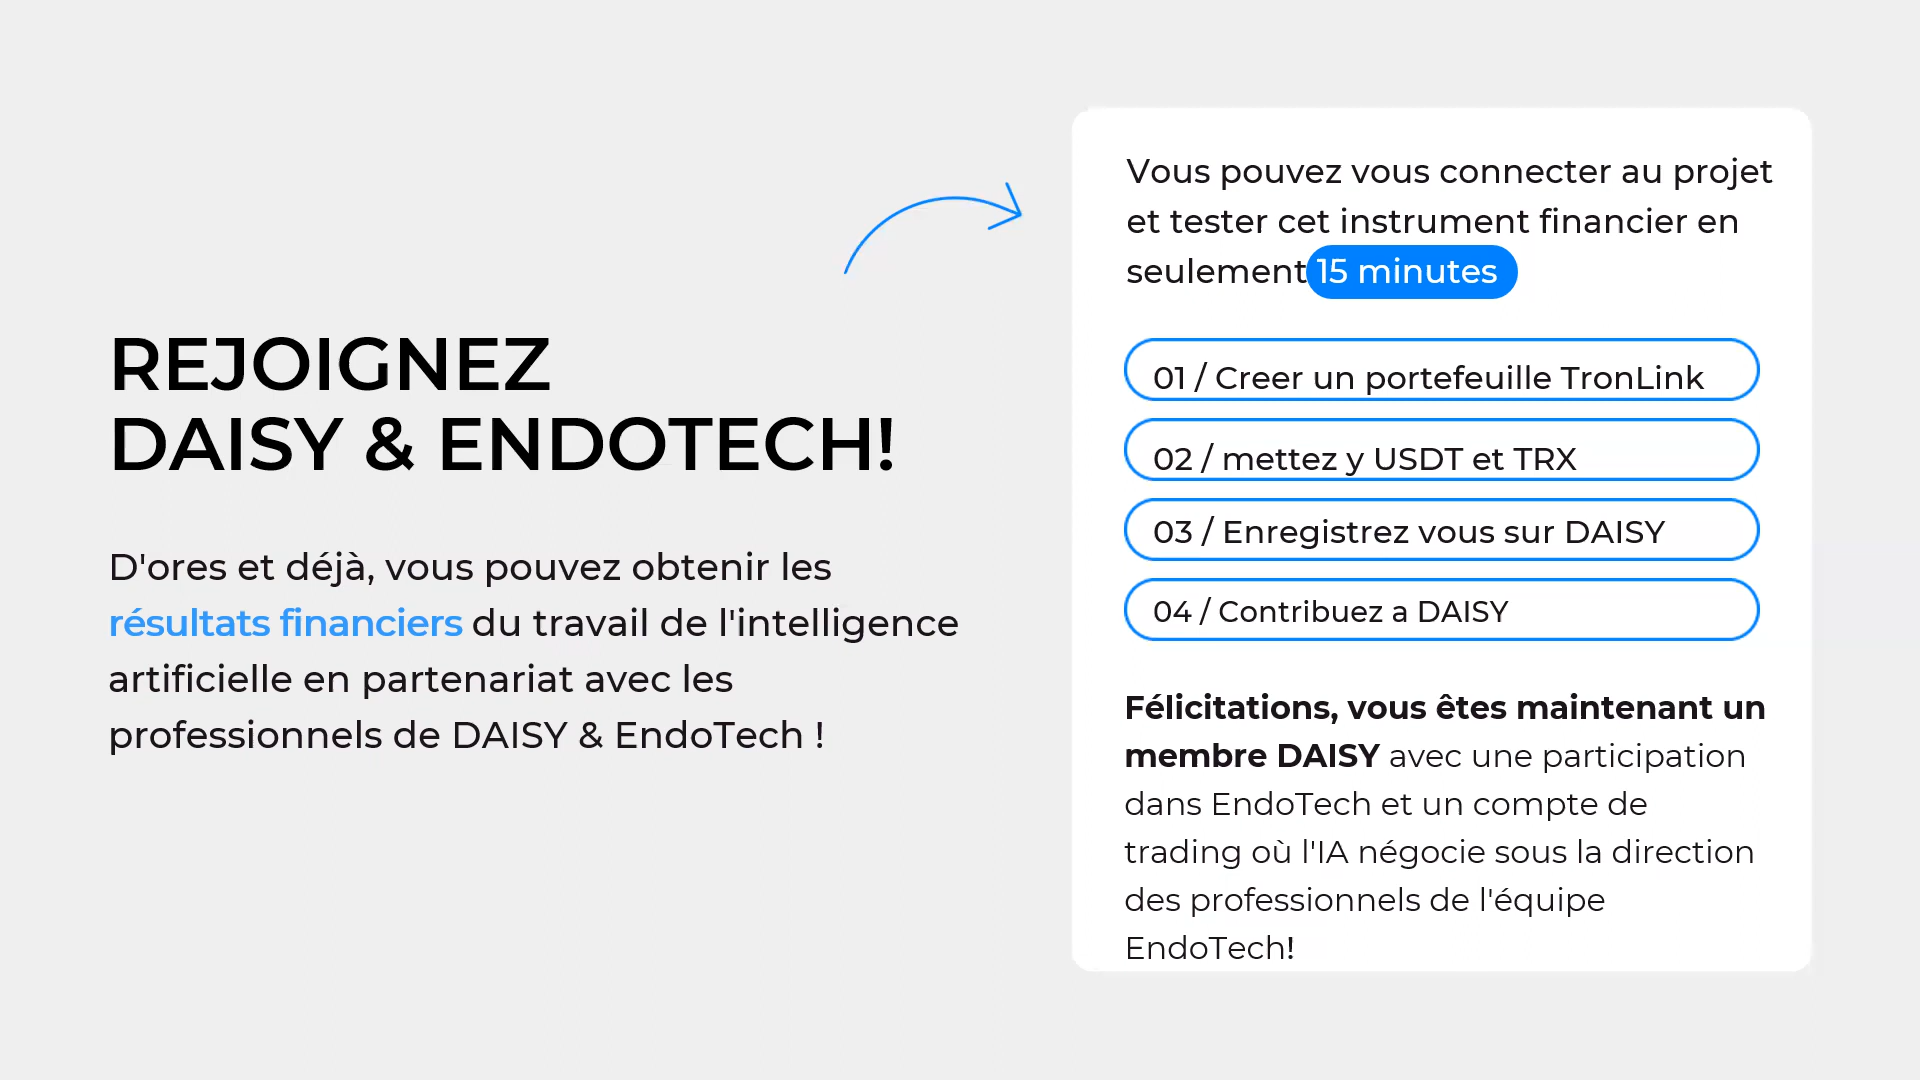 REJOIGNEZ
DAISY & ENDOTECH!
D'ores et déjà, vous pouvez obtenir les
résultats financiers du travail de l'intelligence
artificielle en partenariat avec les
professionnels de DAISY & EndoTech !
Vous pouvez vous connecter au projet
et tester cet instrument financier en
seulement 15 minutes
01 / Creer un portefeuille TronLink
02 / mettez y USDT et TRX
03 / Enregistrez vous sur DAISY
04 / Contribuez a DAISY
Félicitations, vous êtes maintenant un
membre DAISY avec une participation
dans EndoTech et un compte de
trading où l'IA négocie sous la direction
des professionnels de l'équipe
EndoTech!